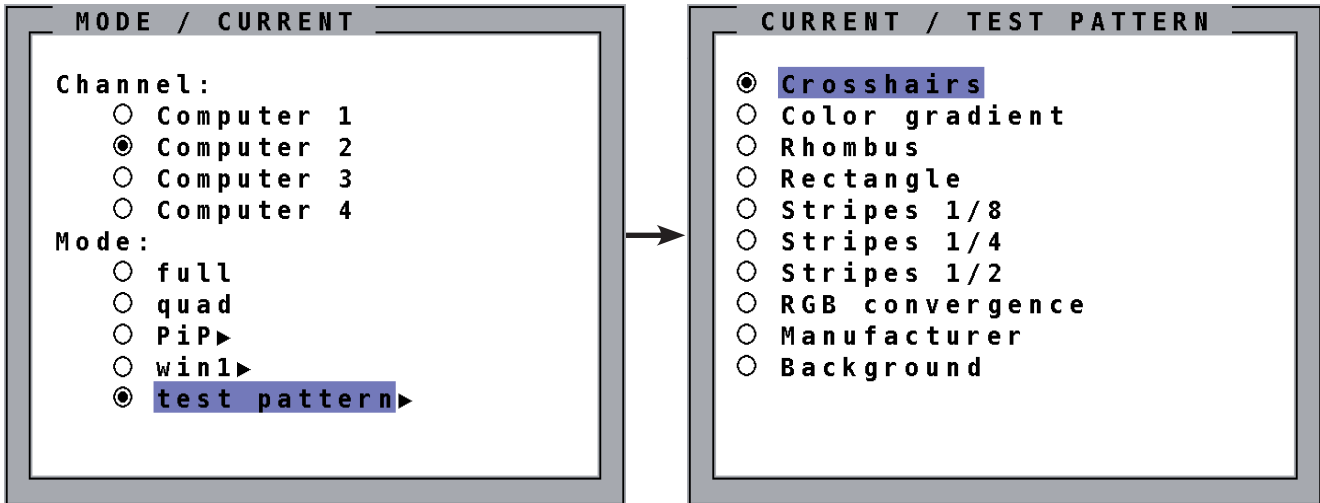 MODE / CURRENT
Channel:
Computer 1
Computer 2
Computer 3
Computer 4
Mode:
full
quad
PiP▶
win1▶
test pattern▶
CURRENT / TEST PATTERN
Crosshairs
Color gradient
Rhombus
Rectangle
Stripes 1/8
Stripes 1/4
Stripes 1/2
RGB convergence
Manufacturer
Background